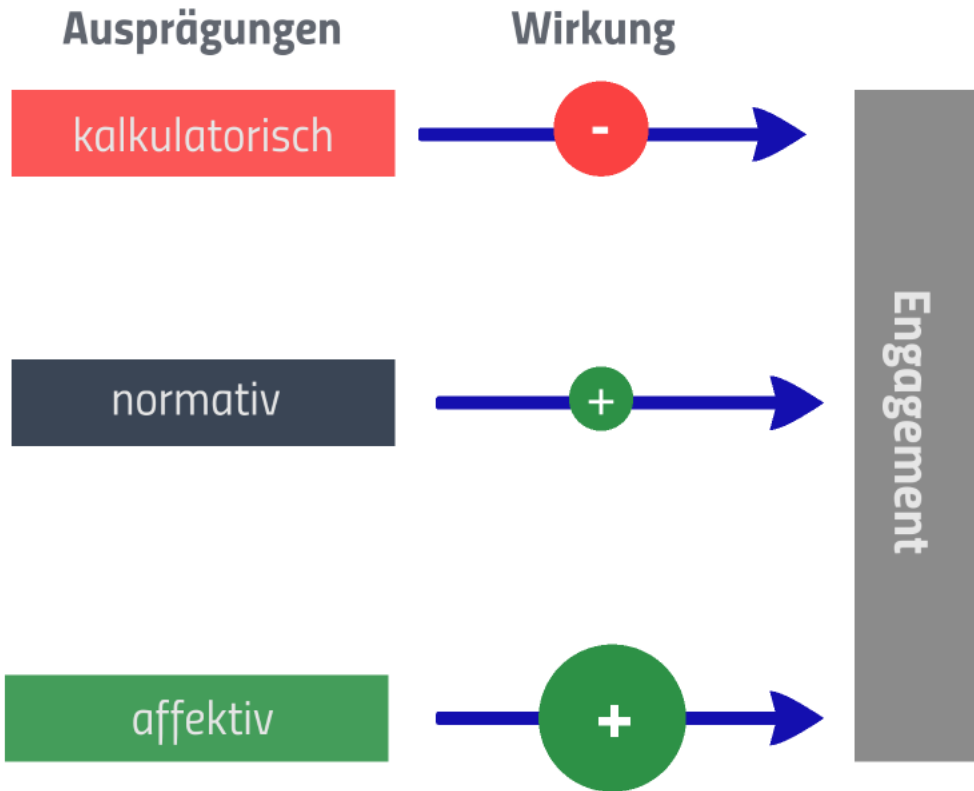 Ausprägungen Wirkung
kalkulatorisch -
normativ +
affektiv +
Engagement